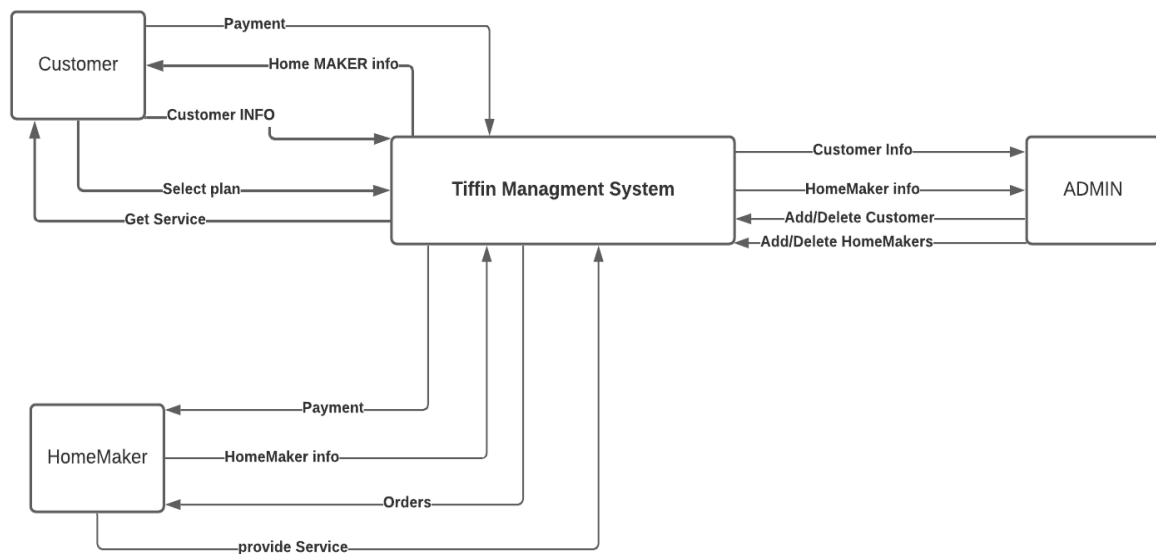 Payment
Customer
Home MAKER info
Customer INFO
Customer Info
Tiffin Managment System
ADMIN
Select plan
HomeMaker info
Get Service
Add/Delete Customer
Add/Delete HomeMakers
Payment
HomeMaker
HomeMaker info
Orders
provide Service